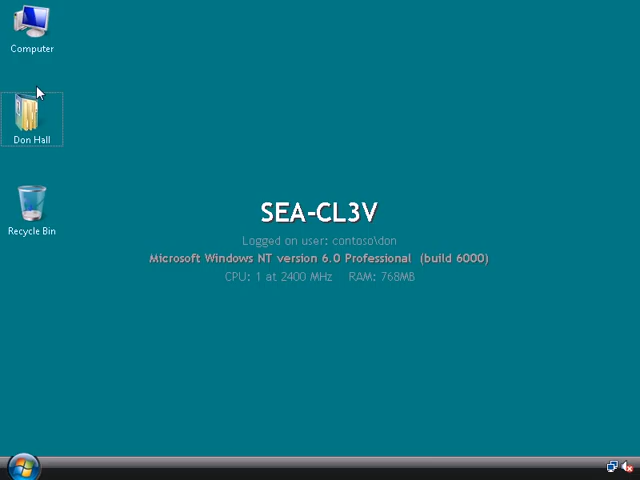 Computer
Don Hall
Recycle Bin
SEA-CL3V
Logged on user: contoso\don
Microsoft Windows NT version 6.0 Professional (build 6000)
CPU: 1 at 2400 MHz RAM: 768MB